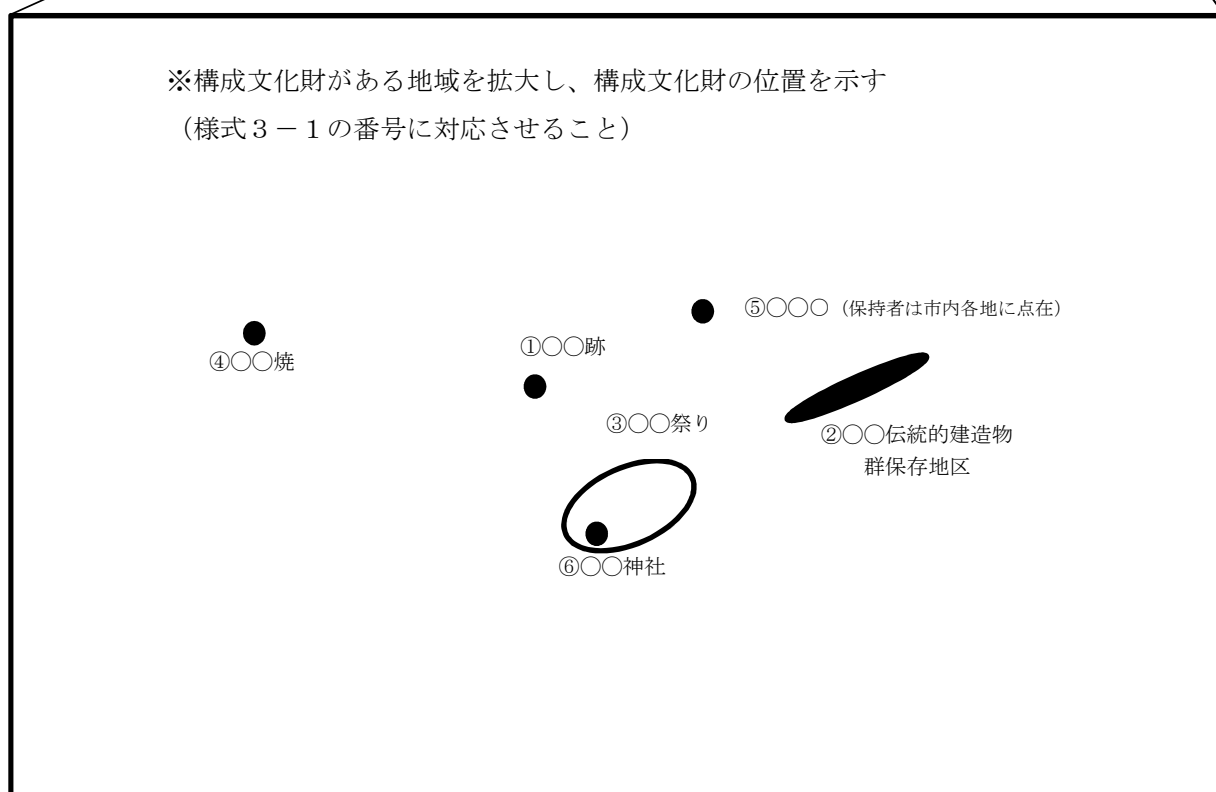 ※構成文化財がある地域を拡大し、構成文化財の位置を示す
（様式３－１の番号に対応させること）
⑤○○○（保持者は市内各地に点在）
④○○焼
①○○跡
③○○祭り
②○○伝統的建造物
群保存地区
⑥○○神社